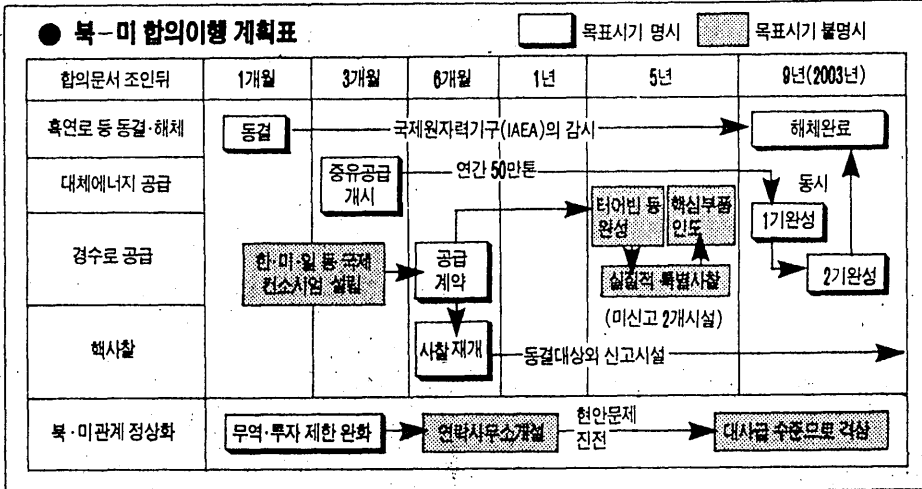 ● 북-미 합의이행 계획표
목표시기 명시
목표시기 불명시
합의문서 조인뒤 1개월 3개월 6개월 1년 5년 9년(2003년)
흑연로 등 동결·해체
동결
국제원자력기구(IAEA)의 감시
해체완료
대체에너지 공급
중유공급
개시
연간 50만톤
동시
1기완성
경수로 공급
한·미·일 등 국제
컨소시엄 설립
공급
계약
터어빈 등
완성
핵심부품
인도
실질적 특별사찰
(미신고 2개시설)
2기완성
핵사찰
사찰 재개
동결대상외 신고시설
북·미관계 정상화
무역·투자 제한 완화
연락사무소개설
현안문제
진전
대사급 수준으로 격상